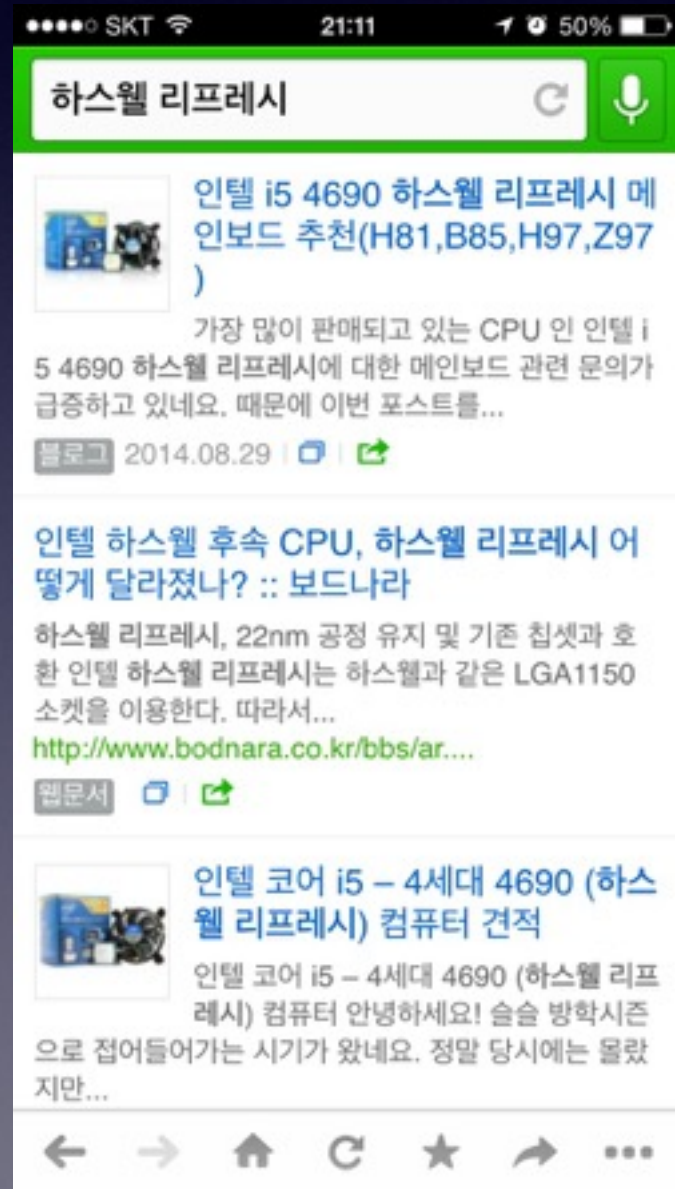 SKT 21:11 50%
하스웰 리프레시
인텔 i5 4690 하스웰 리프레시 메
인보드 추천(H81,B85,H97,Z97
)
가장 많이 판매되고 있는 CPU 인 인텔 i
5 4690 하스웰 리프레시에 대한 메인보드 관련 문의가
급증하고 있네요. 때문에 이번 포스트를...
블로그 2014.08.29
인텔 하스웰 후속 CPU, 하스웰 리프레시 어
떻게 달라졌나? :: 보드나라
하스웰 리프레시, 22nm 공정 유지 및 기존 칩셋과 호
환 인텔 하스웰 리프레시는 하스웰과 같은 LGA1150
소켓을 이용한다. 따라서...
http://www.bodnara.co.kr/bbs/ar....
웹문서
인텔 코어 i5 – 4세대 4690 (하스
웰 리프레시) 컴퓨터 견적
인텔 코어 i5 – 4세대 4690 (하스웰 리프
레시) 컴퓨터 안녕하세요! 슬슬 방학시즌
으로 접어들어가는 시기가 왔네요. 정말 당시에는 몰랐
지만...